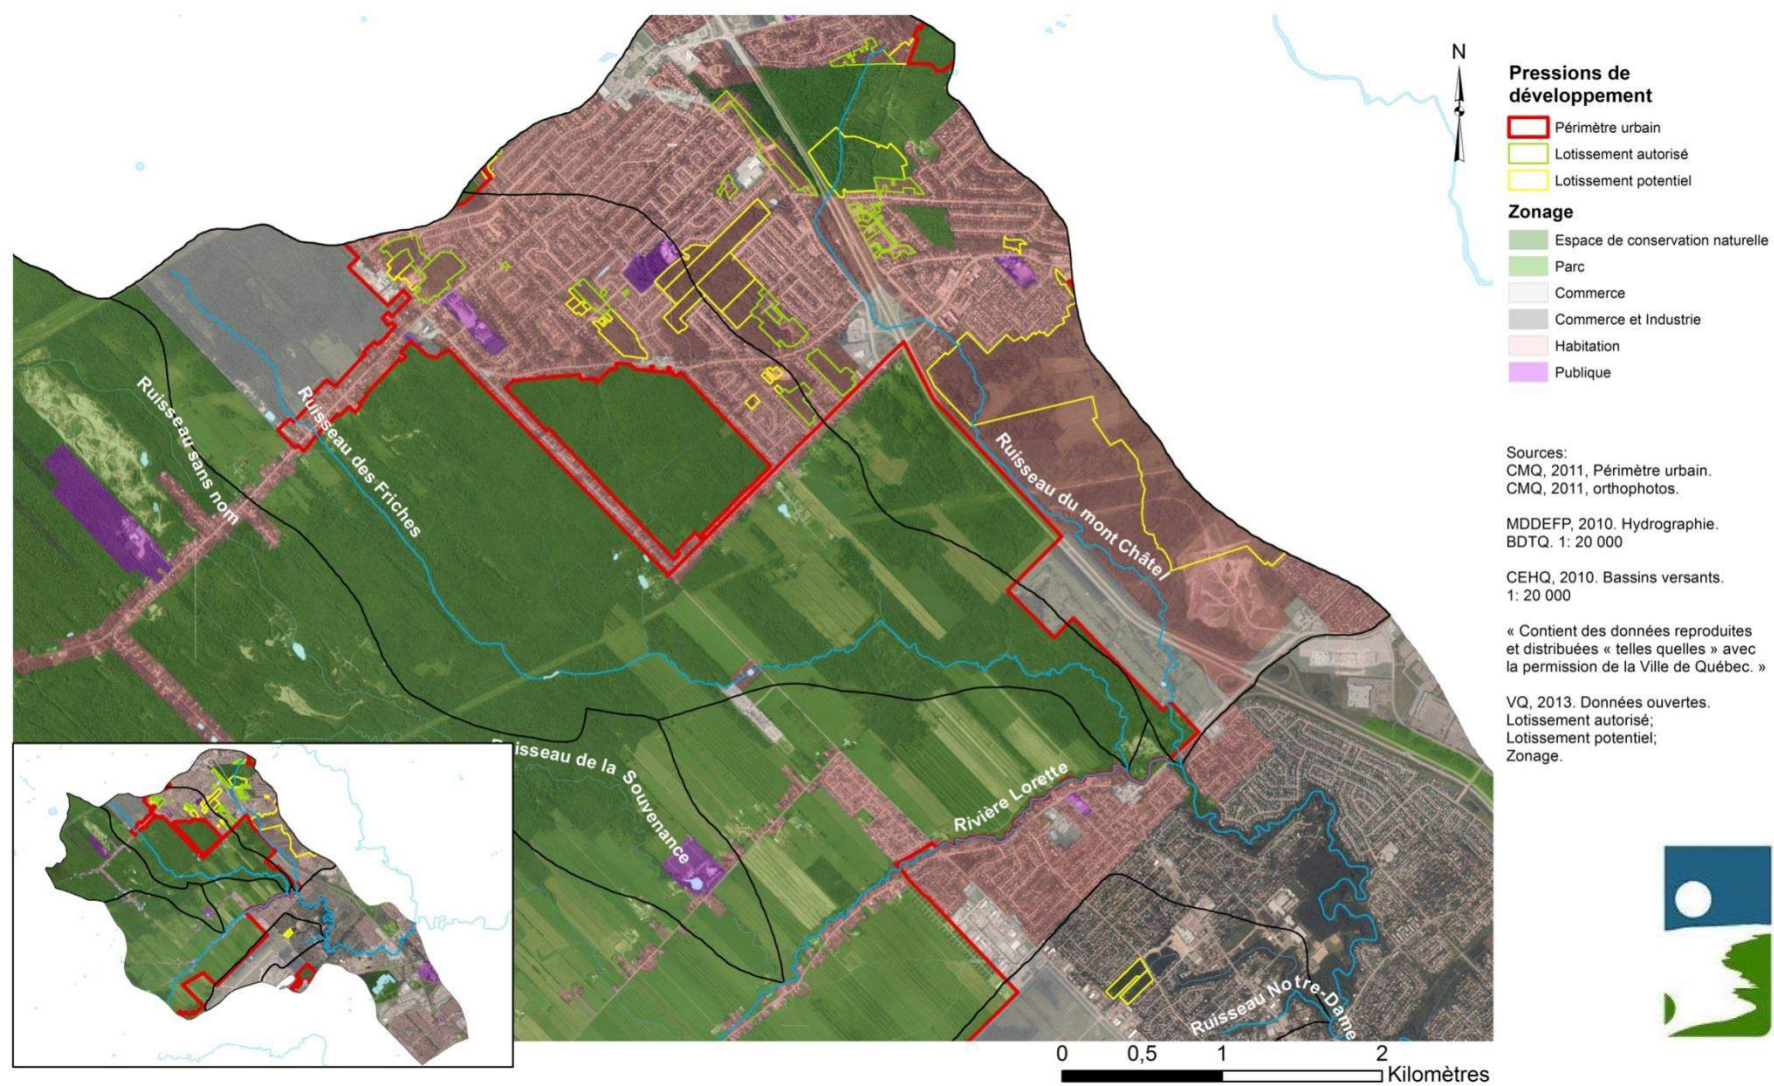 N
Pressions de
développement
Périmètre urbain
Lotissement autorisé
Lotissement potentiel
Zonage
Espace de conservation naturelle
Parc
Commerce
Commerce et Industrie
Habitation
Publique
Sources:
CMQ, 2011, Périmètre urbain.
CMQ, 2011, orthophotos.
MDDEFP, 2010. Hydrographie.
BDTQ. 1: 20 000
CEHQ, 2010. Bassins versants.
1: 20 000
« Contient des données reproduites
et distribuées « telles quelles » avec
la permission de la Ville de Québec. »
VQ, 2013. Données ouvertes.
Lotissement autorisé;
Lotissement potentiel;
Zonage.
Ruisseau sans nom
Ruisseau des Friches
Ruisseau du mont Châtel
isseau de la Souvenance
Rivière Lorette
Ruisseau Notre-Dame
0 0,5 1 2
Kilomètres